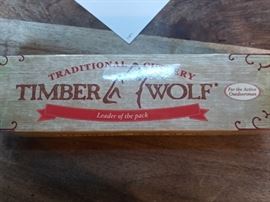 TRADITIONAL CUTLERY
TIMBER WOLF®
For the Active
Outdoorsman
Leader of the pack